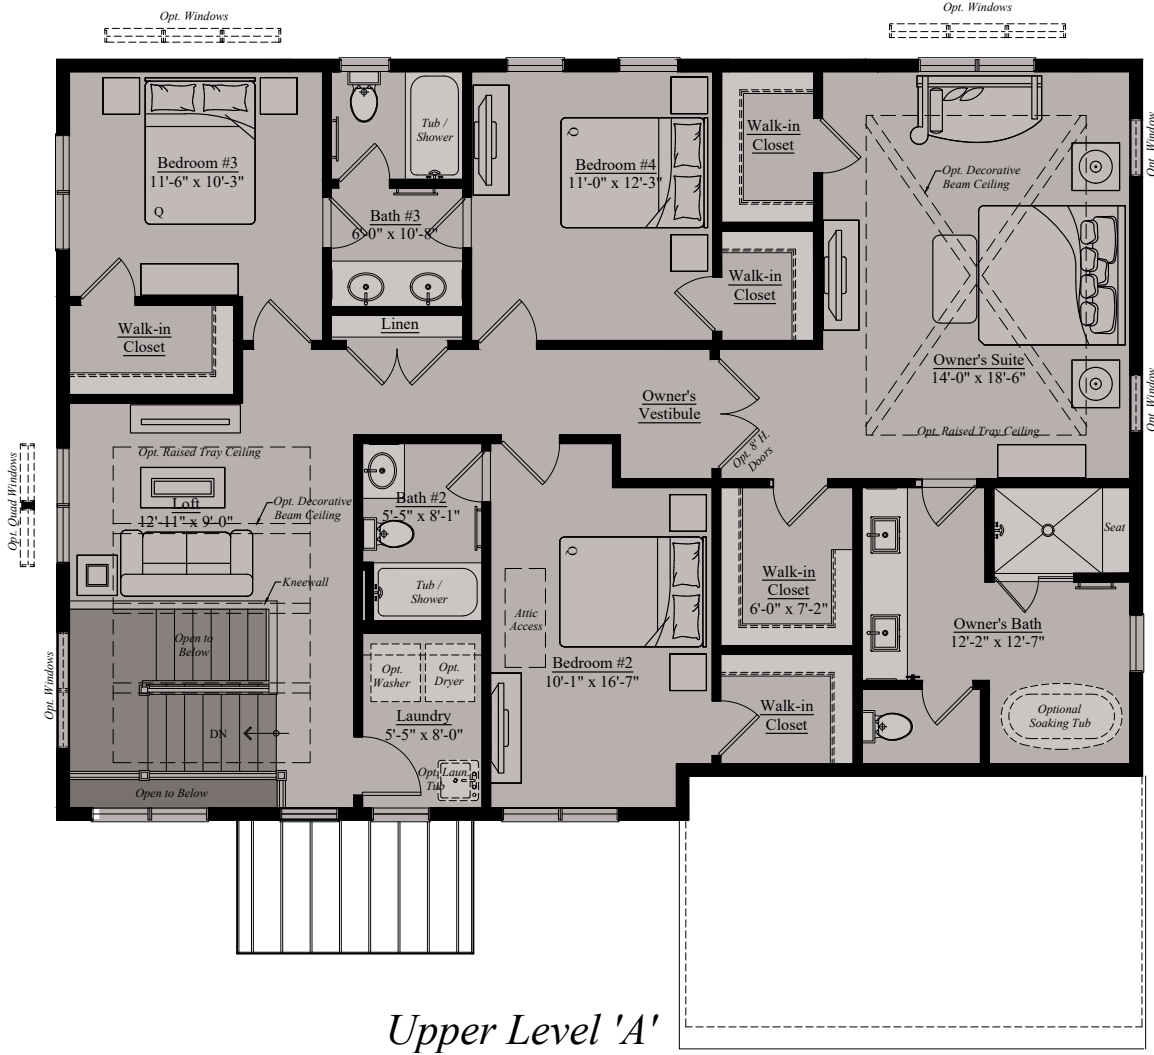 Opt. Windows
Opt. Windows
Tub /
Shower
Walk-in
Closet
Opt. Window
Bedroom #3
11'-6" x 10'-3"
Q
Bedroom #4
11'-0" x 12'-3"
Q
Opt. Decorative
Beam Ceiling
Bath #3
6'-0" x 10'-8"
Walk-in
Closet
Walk-in
Closet
Linen
Owner's Suite
14'-0" x 18'-6"
Opt. Window
Owner's
Vestibule
Opt. Raised Tray Ceiling
Opt. 8' H.
Doors
Opt. Raised Tray Ceiling
Opt. Quad Windows
Loft
12'-11" x 9'-0"
Opt. Decorative
Beam Ceiling
Bath #2
5'-5" x 8'-1"
Q
Seat
Kneewall
Tub /
Shower
Attic
Access
Walk-in
Closet
6'-0" x 7'-2"
Owner's Bath
12'-2" x 12'-7"
Open to
Below
Opt.
Washer
Opt.
Dryer
Bedroom #2
10'-1" x 16'-7"
Opt. Windows
Laundry
5'-5" x 8'-0"
Walk-in
Closet
Optional
Soaking Tub
DN
Opt. Laun.
Tub
Open to Below
Upper Level 'A'